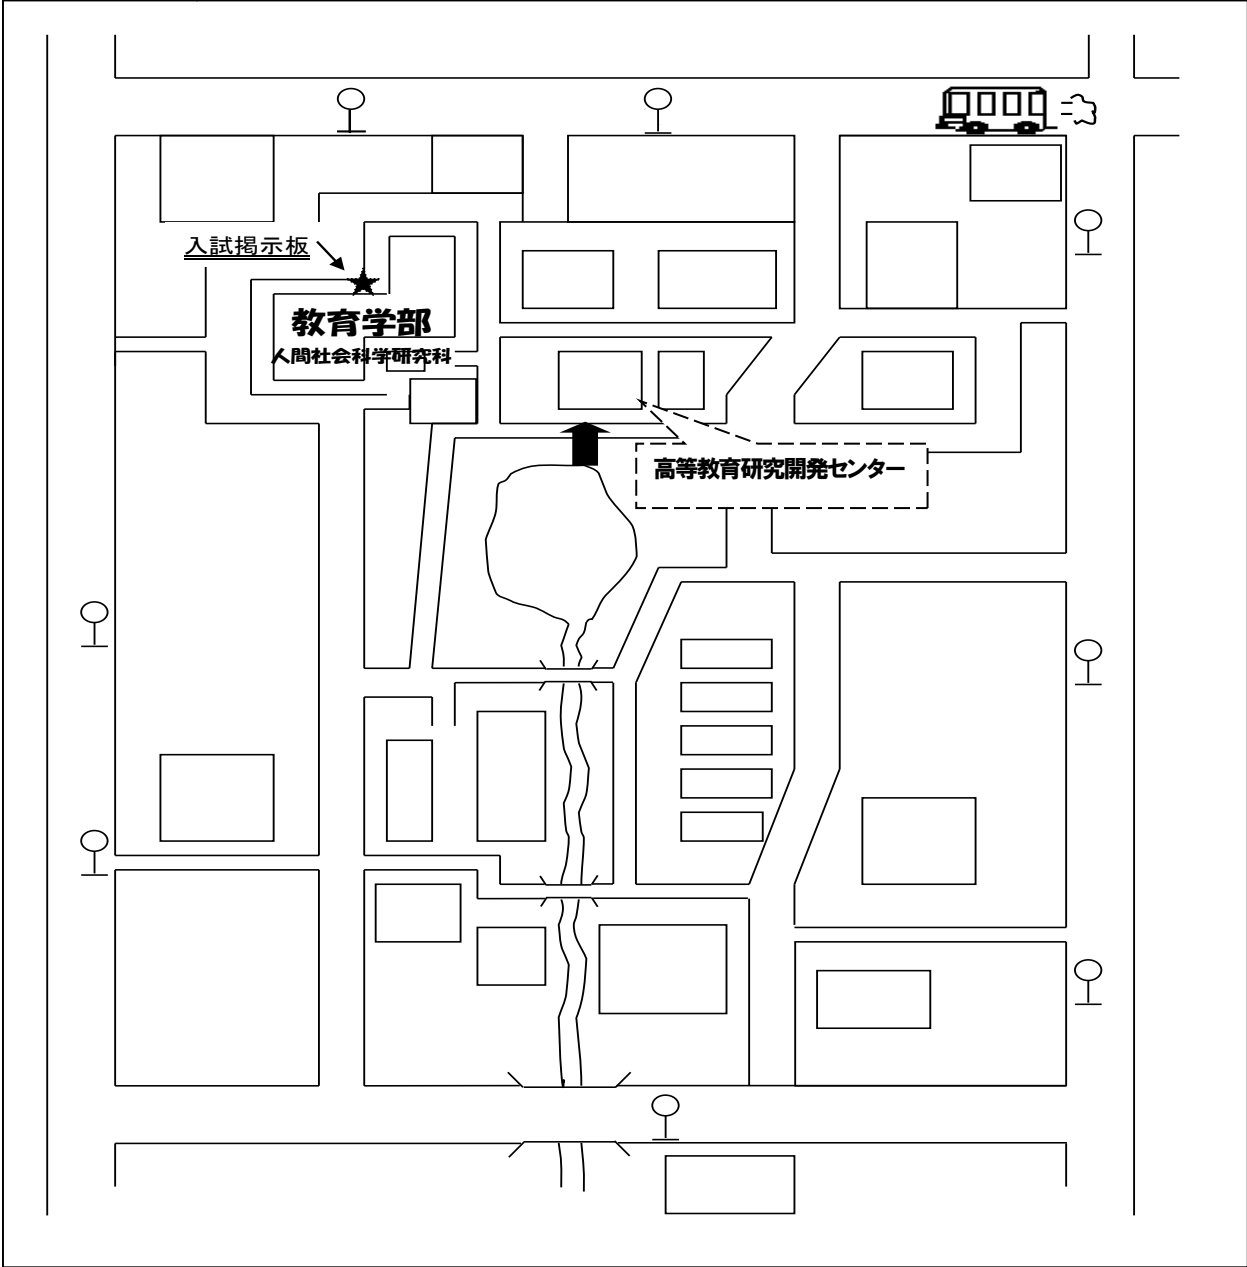 入試掲示板
教育学部
人間社会科学研究科
高等教育研究開発センター